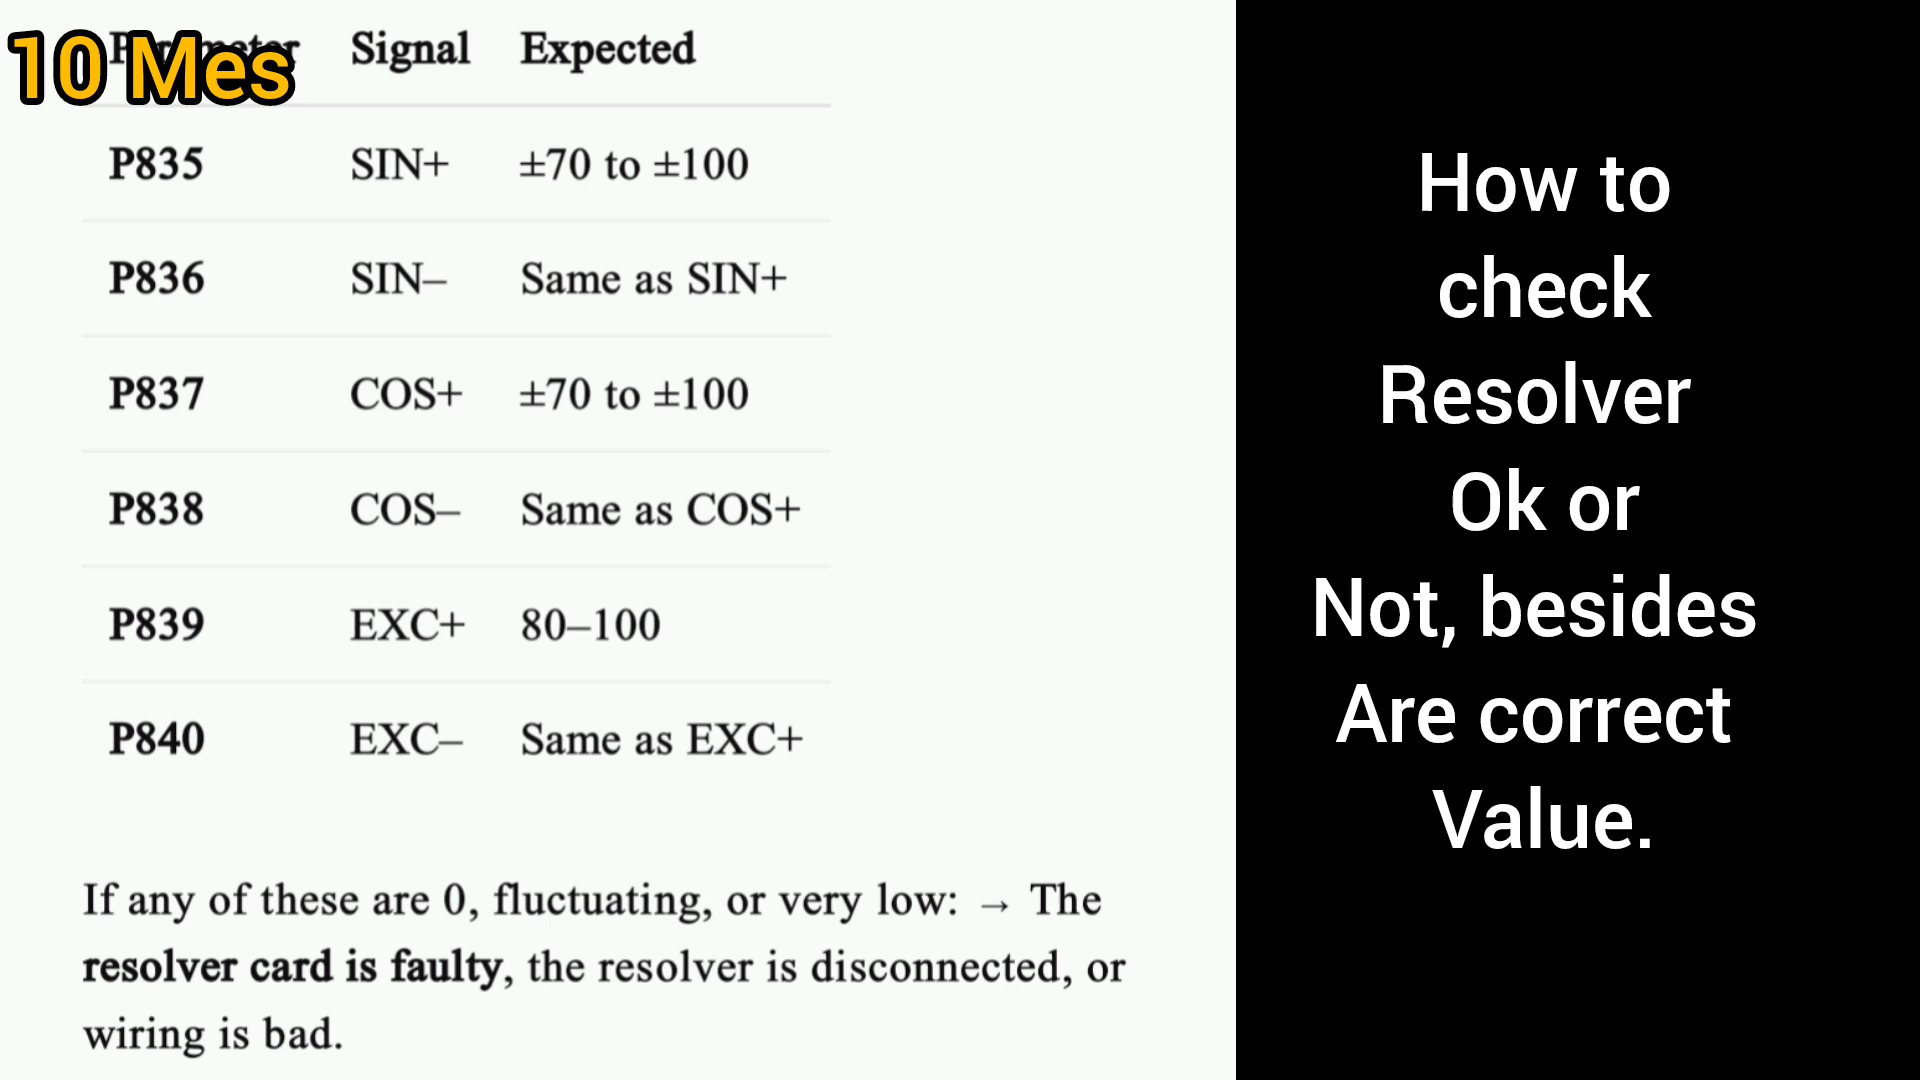 10 Mes
Signal Expected
P835 SIN+ ±70 to ±100
P836 SIN– Same as SIN+
P837 COS+ ±70 to ±100
P838 COS– Same as COS+
P839 EXC+ 80–100
P840 EXC– Same as EXC+
If any of these are 0, fluctuating, or very low: → The
resolver card is faulty, the resolver is disconnected, or
wiring is bad.
How to
check
Resolver
Ok or
Not, besides
Are correct
Value.